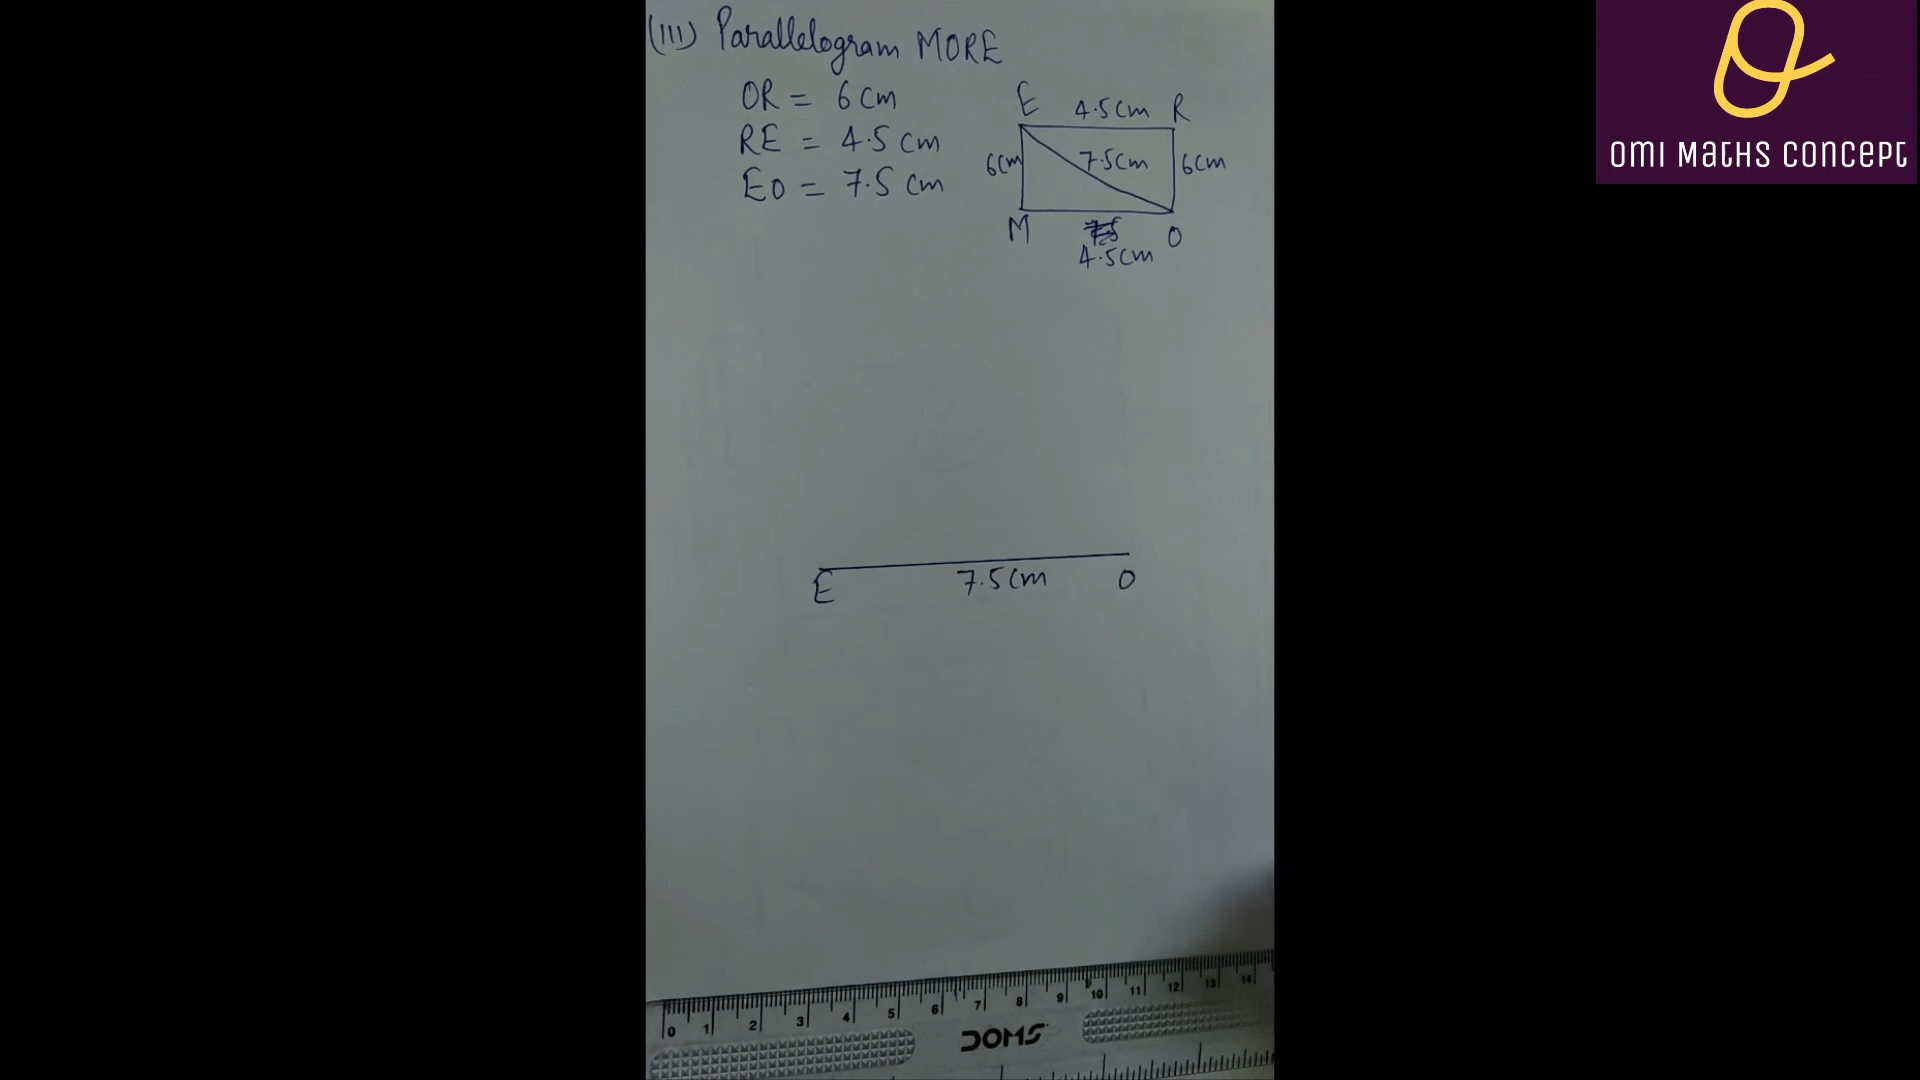 (III) Parallelogram MORE
OR = 6 cm
RE = 4.5 cm
EO = 7.5 cm
E 4.5cm R
6cm 7.5cm 6cm
M O
4.5cm
E 7.5cm O
0 1 2 3 4 5 6 7 8 9 10 11 12 13 14
DOMS
OMI MATHS CONCEPT